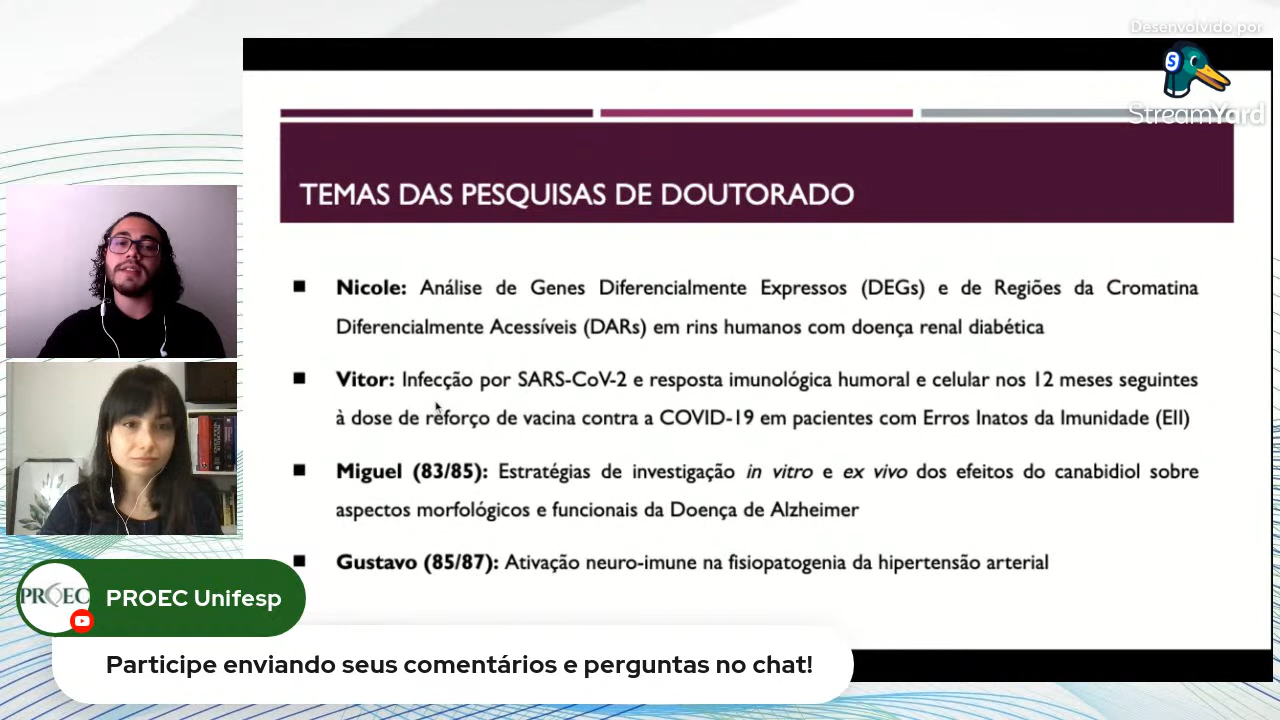 Desenvolvido por
S
StreamYard
TEMAS DAS PESQUISAS DE DOUTORADO
■ Nicole: Análise de Genes Diferencialmente Expressos (DEGs) e de Regiões da Cromatina
Diferencialmente Acessíveis (DARs) em rins humanos com doença renal diabética
■ Vitor: Infecção por SARS-CoV-2 e resposta imunológica humoral e celular nos 12 meses seguintes
à dose de reforço de vacina contra a COVID-19 em pacientes com Erros Inatos da Imunidade (EII)
■ Miguel (83/85): Estratégias de investigação in vitro e ex vivo dos efeitos do canabidiol sobre
aspectos morfológicos e funcionais da Doença de Alzheimer
■ Gustavo (85/87): Ativação neuro-imune na fisiopatogenia da hipertensão arterial
PROEC
PROEC Unifesp
Participe enviando seus comentários e perguntas no chat!